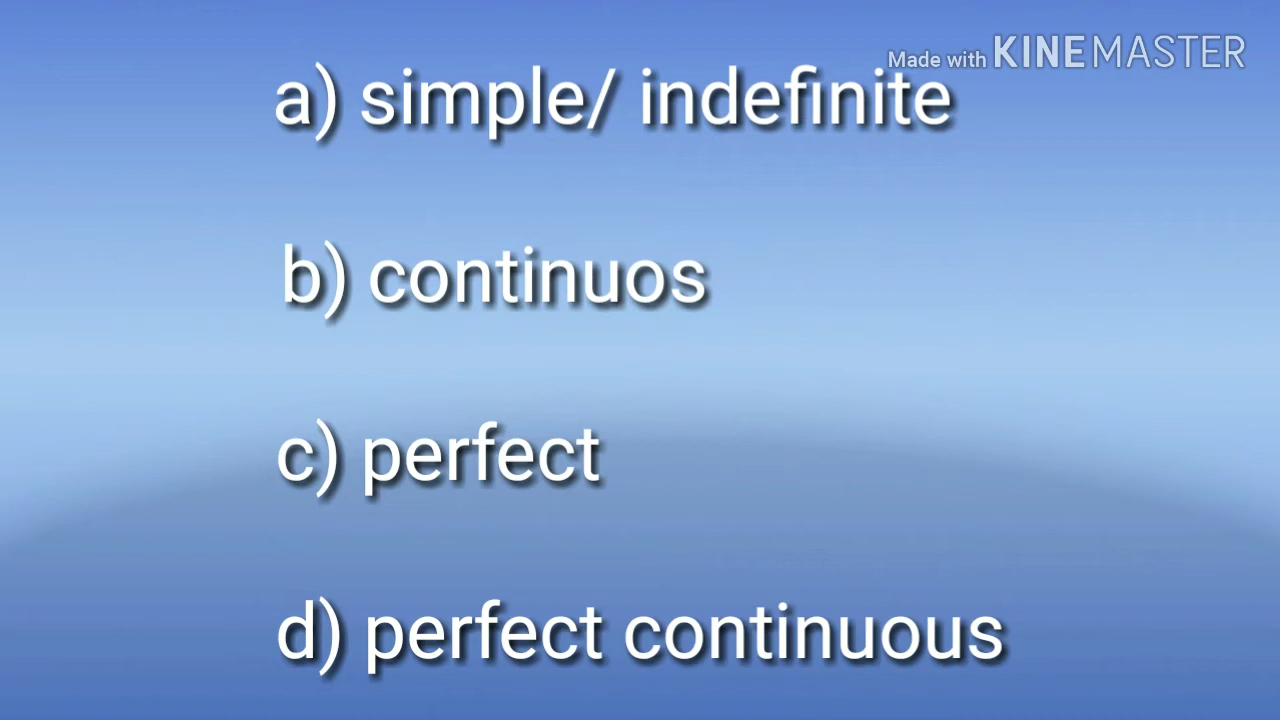 Made with KINEMASTER
a) simple/ indefinite
b) continuos
c) perfect
d) perfect continuous